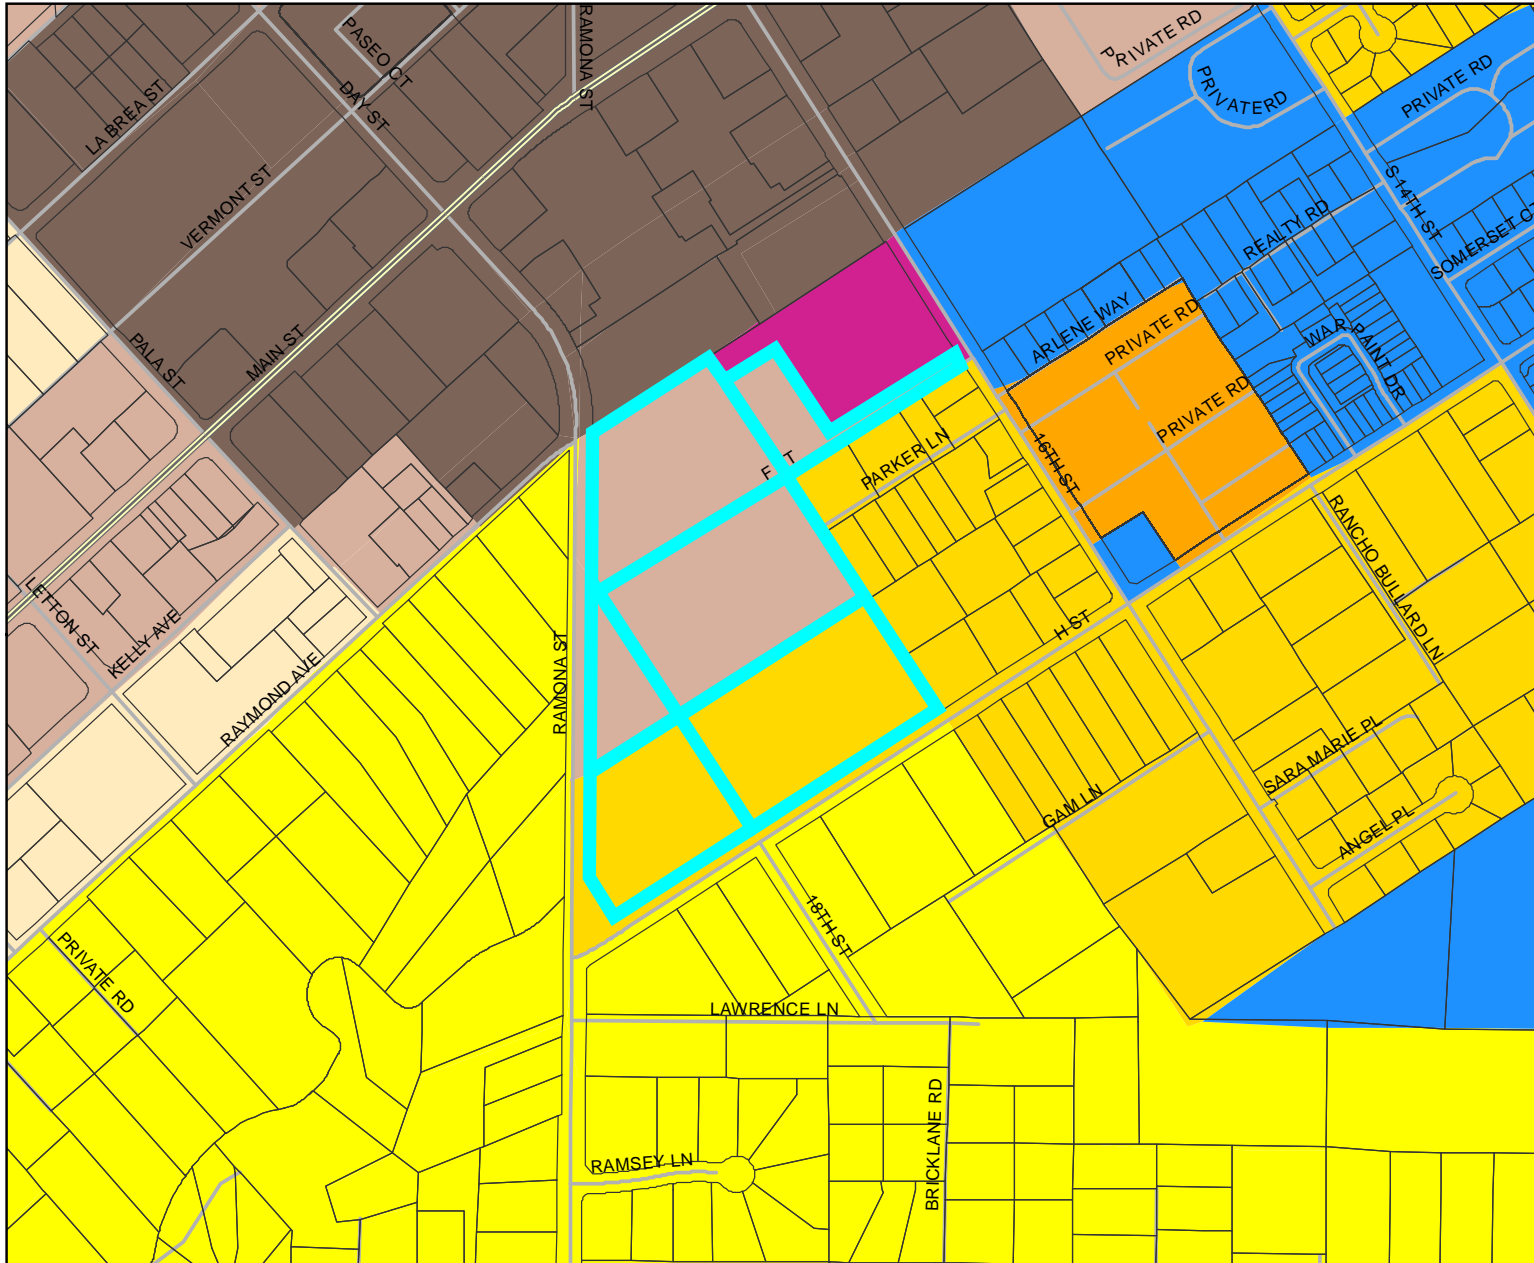 RAMONA ST
PASEO CT
PRIVATE RD
LA BREA ST
DAY ST
PRIVATE RD
PRIVATE RD
VERMONT ST
S 14TH ST
REALTY RD
SOMERSET CT
PALA ST
MAIN ST
ARLENE WAY
PRIVATE RD
WAR PAINT DR
PRIVATE RD
PARKER LN
16TH ST
RANCHO BULLARD LN
LETTON ST
KELLY AVE
RAYMOND AVE
RAMONA ST
H ST
SARA MARIE PL
GAM LN
ANGEL PL
18TH ST
PRIVATE RD
LAWRENCE LN
BRICKLANE RD
RAMSEY LN